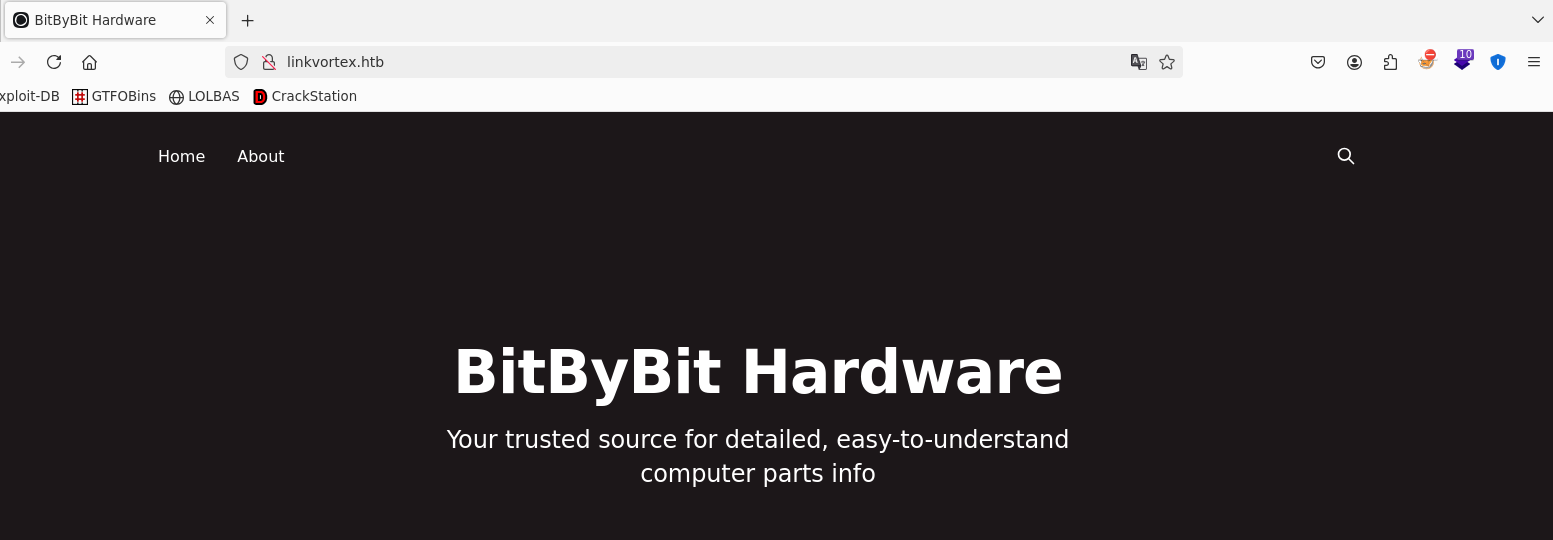 BitByBit Hardware
linkvortex.htb
10
xploit-DB GTFOBins LOLBAS CrackStation
Home About
BitByBit Hardware
Your trusted source for detailed, easy-to-understand
computer parts info